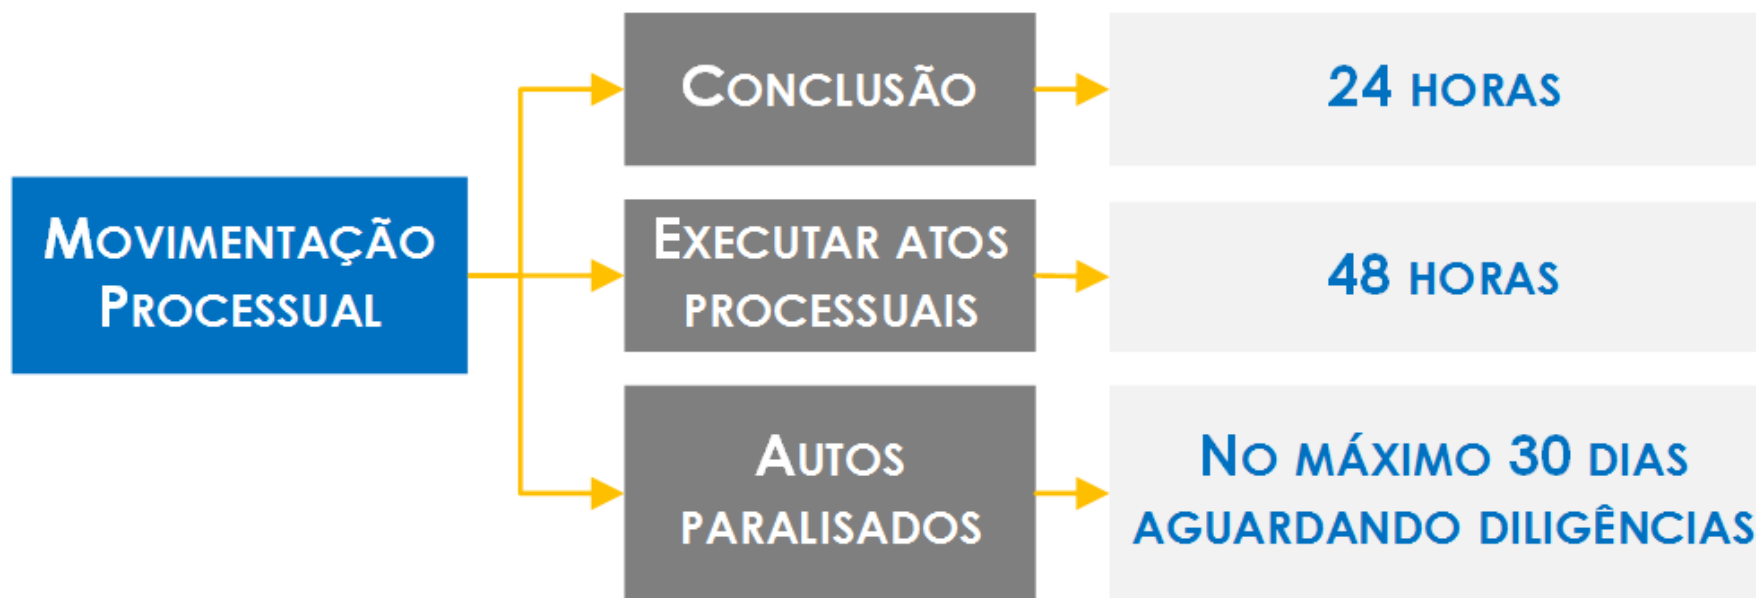 Movimentação
Processual
Conclusão
24 horas
Executar atos
processuais
48 horas
Autos
paralisados
No máximo 30 dias
aguardando diligências